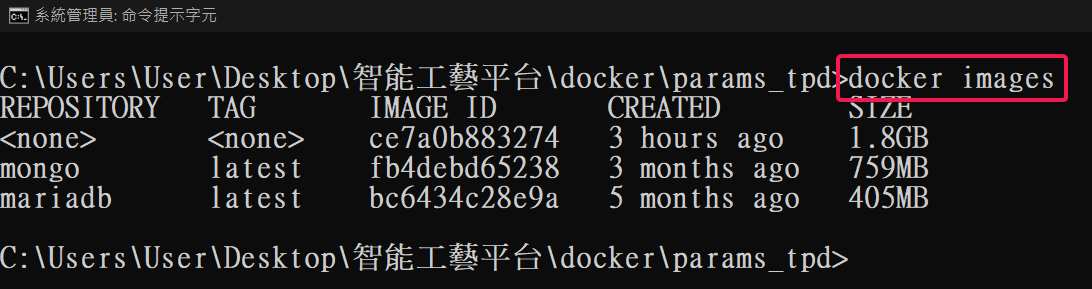 系統管理員: 命令提示字元
C:\Users\User\Desktop\智能工藝平台\docker\params_tpd>docker images
REPOSITORY   TAG       IMAGE ID       CREATED        SIZE
<none>       <none>    ce7a0b883274   3 hours ago    1.8GB
mongo        latest    fb4debd65238   3 months ago   759MB
mariadb      latest    bc6434c28e9a   5 months ago   405MB
C:\Users\User\Desktop\智能工藝平台\docker\params_tpd>